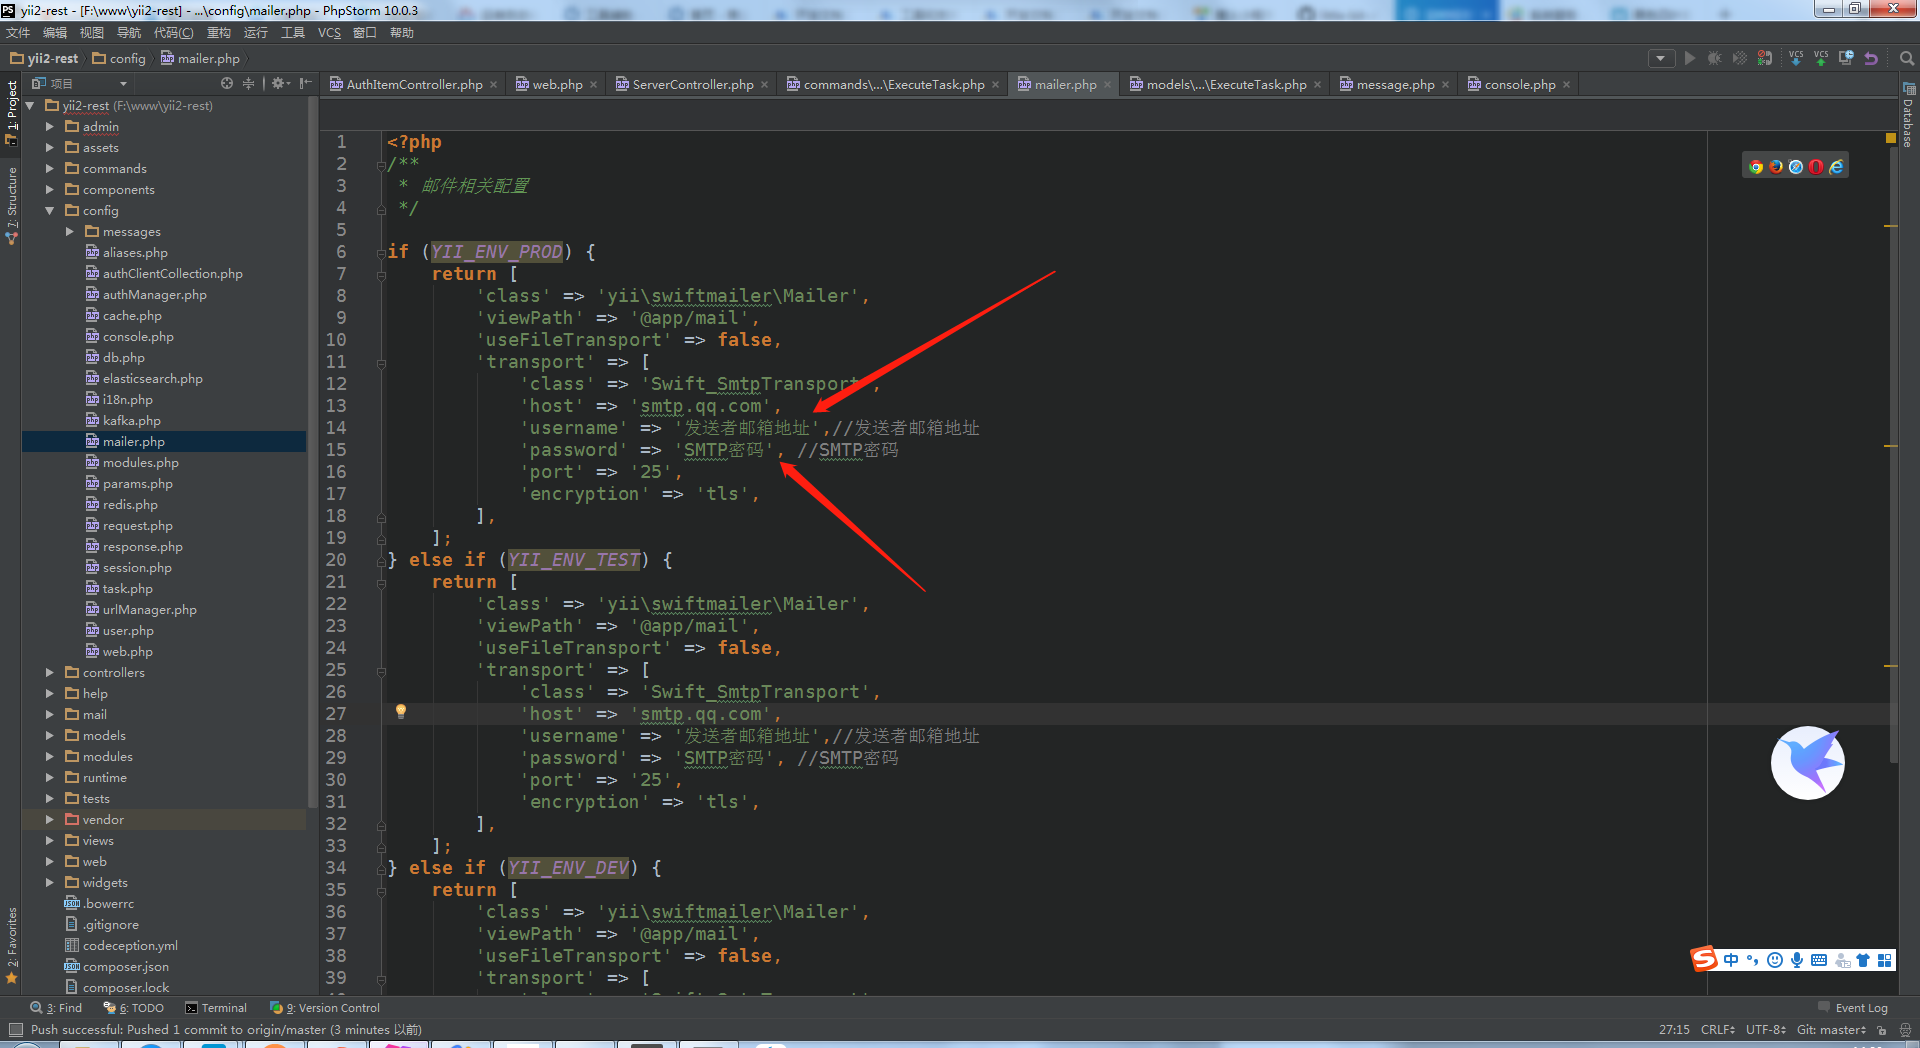 yii2-rest - [F:\www\yii2-rest] - ...\config\mailer.php - PhpStorm 10.0.3
文件 编辑 视图 导航 代码(C) 重构 运行 工具 VCS 窗口 帮助
yii2-rest config mailer.php
项目
AuthItemController.php web.php ServerController.php commands\...\ExecuteTask.php mailer.php models\...\ExecuteTask.php message.php console.php
1: Project
7: Structure
2: Favorites
Database
yii2-rest (F:\www\yii2-rest)
admin
assets
commands
components
config
messages
aliases.php
authClientCollection.php
authManager.php
cache.php
console.php
db.php
elasticsearch.php
i18n.php
kafka.php
mailer.php
modules.php
params.php
redis.php
request.php
response.php
session.php
task.php
urlManager.php
user.php
web.php
controllers
help
mail
models
modules
runtime
tests
vendor
views
web
widgets
.bowerrc
.gitignore
codeception.yml
composer.json
composer.lock
1 <?php
2 /**
3 * 邮件相关配置
4 */
5
6 if (YII_ENV_PROD) {
7 return [
8 'class' => 'yii\swiftmailer\Mailer',
9 'viewPath' => '@app/mail',
10 'useFileTransport' => false,
11 'transport' => [
12 'class' => 'Swift_SmtpTransport',
13 'host' => 'smtp.qq.com',
14 'username' => '发送者邮箱地址',//发送者邮箱地址
15 'password' => 'SMTP密码', //SMTP密码
16 'port' => '25',
17 'encryption' => 'tls',
18 ],
19 ];
20 } else if (YII_ENV_TEST) {
21 return [
22 'class' => 'yii\swiftmailer\Mailer',
23 'viewPath' => '@app/mail',
24 'useFileTransport' => false,
25 'transport' => [
26 'class' => 'Swift_SmtpTransport',
27 'host' => 'smtp.qq.com',
28 'username' => '发送者邮箱地址',//发送者邮箱地址
29 'password' => 'SMTP密码', //SMTP密码
30 'port' => '25',
31 'encryption' => 'tls',
32 ],
33 ];
34 } else if (YII_ENV_DEV) {
35 return [
36 'class' => 'yii\swiftmailer\Mailer',
37 'viewPath' => '@app/mail',
38 'useFileTransport' => false,
39 'transport' => [
中
3: Find 6: TODO Terminal 9: Version Control Event Log
Push successful: Pushed 1 commit to origin/master (3 minutes 以前) 27:15 CRLF UTF-8 Git: master